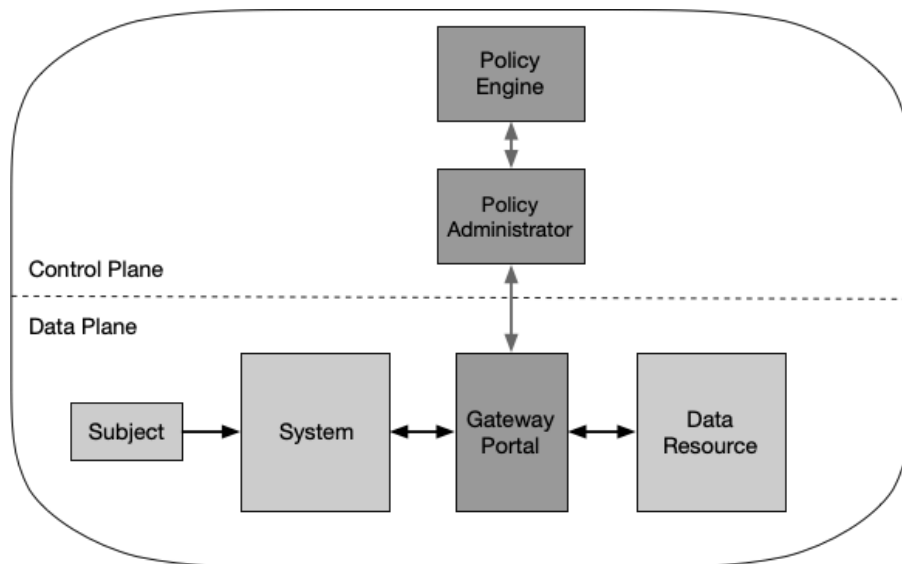 Policy
Engine
Policy
Administrator
Control Plane
Data Plane
Subject
System
Gateway
Portal
Data
Resource